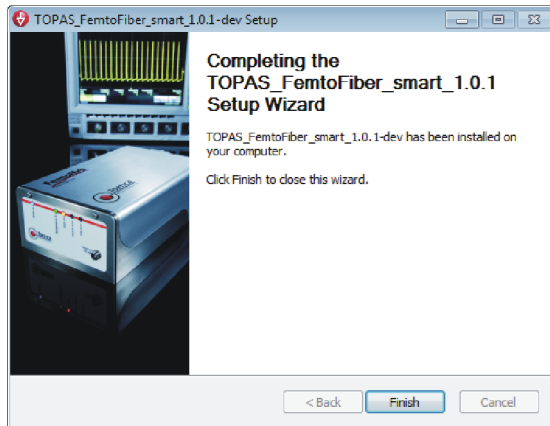 TOPAS_FemtoFiber_smart_1.0.1-dev Setup
Completing the
TOPAS_FemtoFiber_smart_1.0.1
Setup Wizard
TOPAS_FemtoFiber_smart_1.0.1-dev has been installed on
your computer.
Click Finish to close this wizard.
< Back
Finish
Cancel